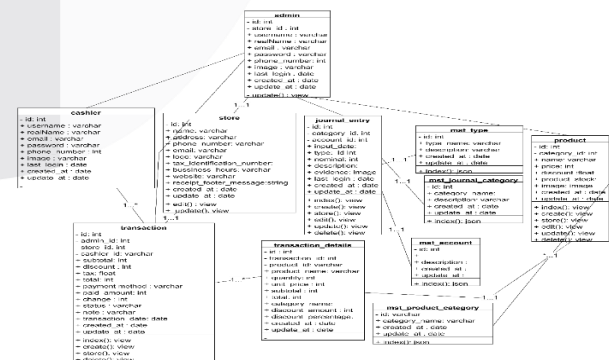 admin
- id: int
- store_id : int
+ username : varchar
+ realName : varchar
+ email : varchar
+ password : varchar
+ phone_number: int
+ image : varchar
+ last login : date
+ created_at : date
+ update_at : date
+ update() : view
1...1
cashier
- id: int
+ username : varchar
+ realName : varchar
+ email : varchar
+ password : varchar
+ phone_number : int
+ image : varchar
+ last login : date
+ created_at : date
+ update_at : date
store
- id: int
+ name: varchar
+ address: varchar
+ phone_number: varchar
+ email: varchar
+ logo: varchar
+ tax_identification_number:
+ bussiness_hours: varchar
+ website: varchar
+ receipt_footer_message:string
+ created_at : date
+ update_at : date
+ edit(): view
+ update(): view
journal_entry
- id: int
- category_id: int
- account_id: int
+ input_date:
+ type_id: int
+ nominal: int
+ description:
+ evidence: image
+ last login : date
+ created_at : date
+ update_at : date
+ index(): view
+ create(): view
+ store(): view
+ edit(): view
+ update(): view
+ delete(): view
mst_type
- id: int
+ type_name: varchar
+ created_at : date
+ update_at : date
+ index(): json
mst_journal_category
- id: int
+ category_name:
+ description: varchar
+ created_at : date
+ update_at : date
+ index(): json
product
- id: int
- category_id: int
+ name: varchar
+ price: int
+ discount: float
+ product_stock:
+ image: image
+ created_at : date
+ update_at : date
+ index(): view
+ create(): view
+ store(): view
+ edit(): view
+ update(): view
+ delete(): view
transaction
- id: int
- admin_id: int
- store_id: int
- cashier_id: varchar
+ subtotal: int
+ discount : int
+ tax: float
+ total: int
+ payment method : varchar
+ paid_amount: int
+ change : int
+ status : varchar
+ note : varchar
+ transaction_date: date
+ created_at : date
+ update_at : date
+ index(): view
+ create(): view
+ store(): view
transaction_details
- id: int
- transaction_id: int
- product_id: varchar
+ product_name: varchar
+ quantity: int
+ unit_price : int
+ subtotal : int
+ total: int
+ category_name:
+ discount_amount : int
+ discount_percentage:
+ created_at : date
+ update_at : date
mst_account
- id: int
+ description :
+ created_at :
+ update_at :
+ index(): json
mst_product_category
- id: varchar
+ category_name: varchar
+ created_at : date
+ update_at : date
+ index(): json